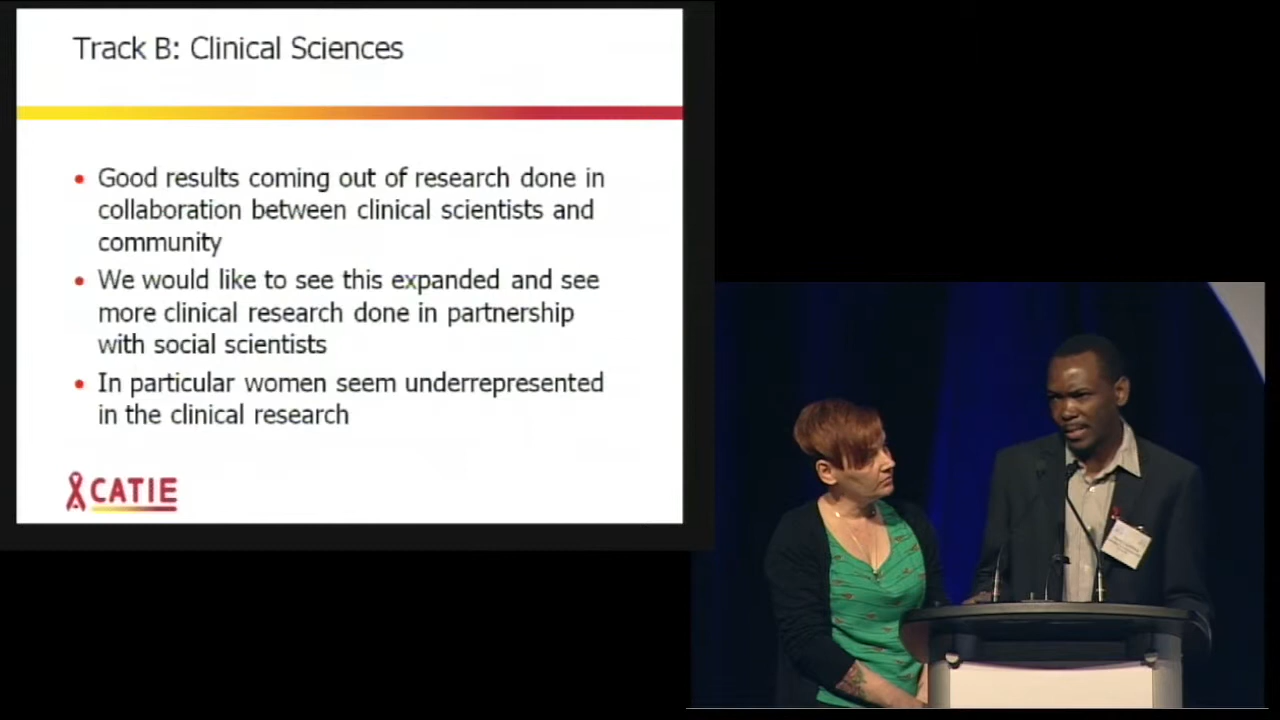 Track B: Clinical Sciences
• Good results coming out of research done in
collaboration between clinical scientists and
community
• We would like to see this expanded and see
more clinical research done in partnership
with social scientists
• In particular women seem underrepresented
in the clinical research
CATIE